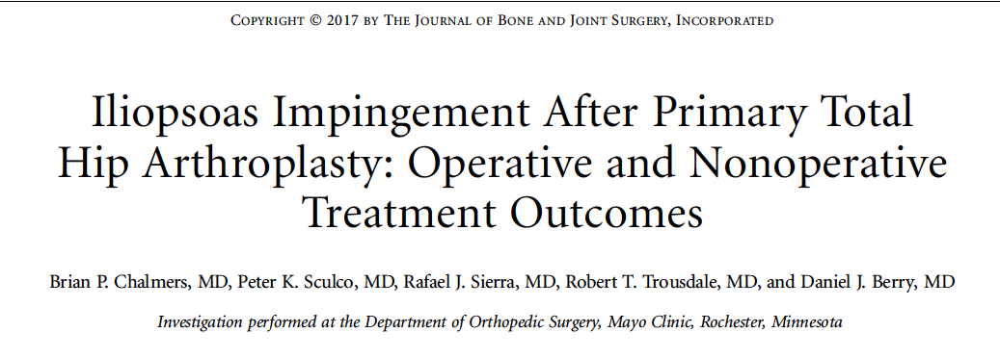 COPYRIGHT © 2017 BY THE JOURNAL OF BONE AND JOINT SURGERY, INCORPORATED
Iliopsoas Impingement After Primary Total
Hip Arthroplasty: Operative and Nonoperative
Treatment Outcomes
Brian P. Chalmers, MD, Peter K. Sculco, MD, Rafael J. Sierra, MD, Robert T. Trousdale, MD, and Daniel J. Berry, MD
Investigation performed at the Department of Orthopedic Surgery, Mayo Clinic, Rochester, Minnesota